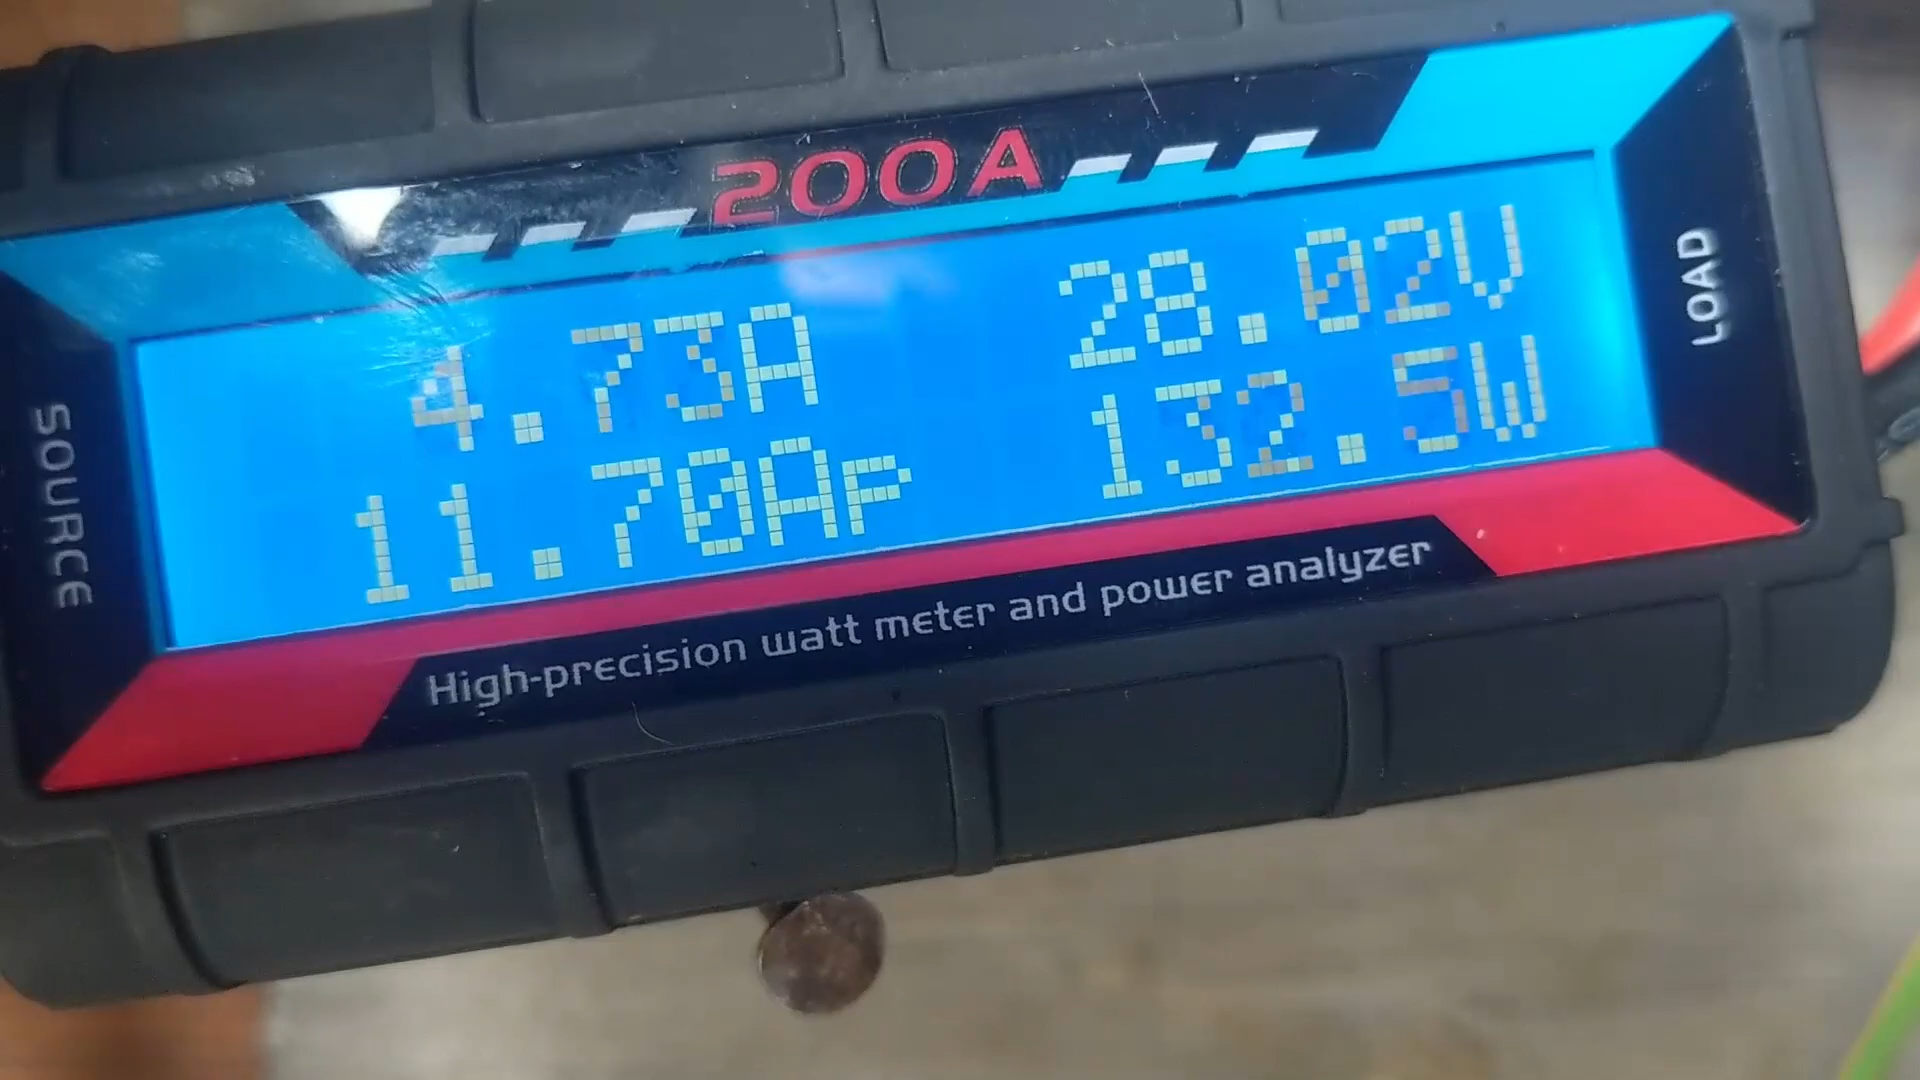 200A
4.73A 28.02V
11.70Ap 132.5W
SOURCE
LOAD
High-precision watt meter and power analyzer